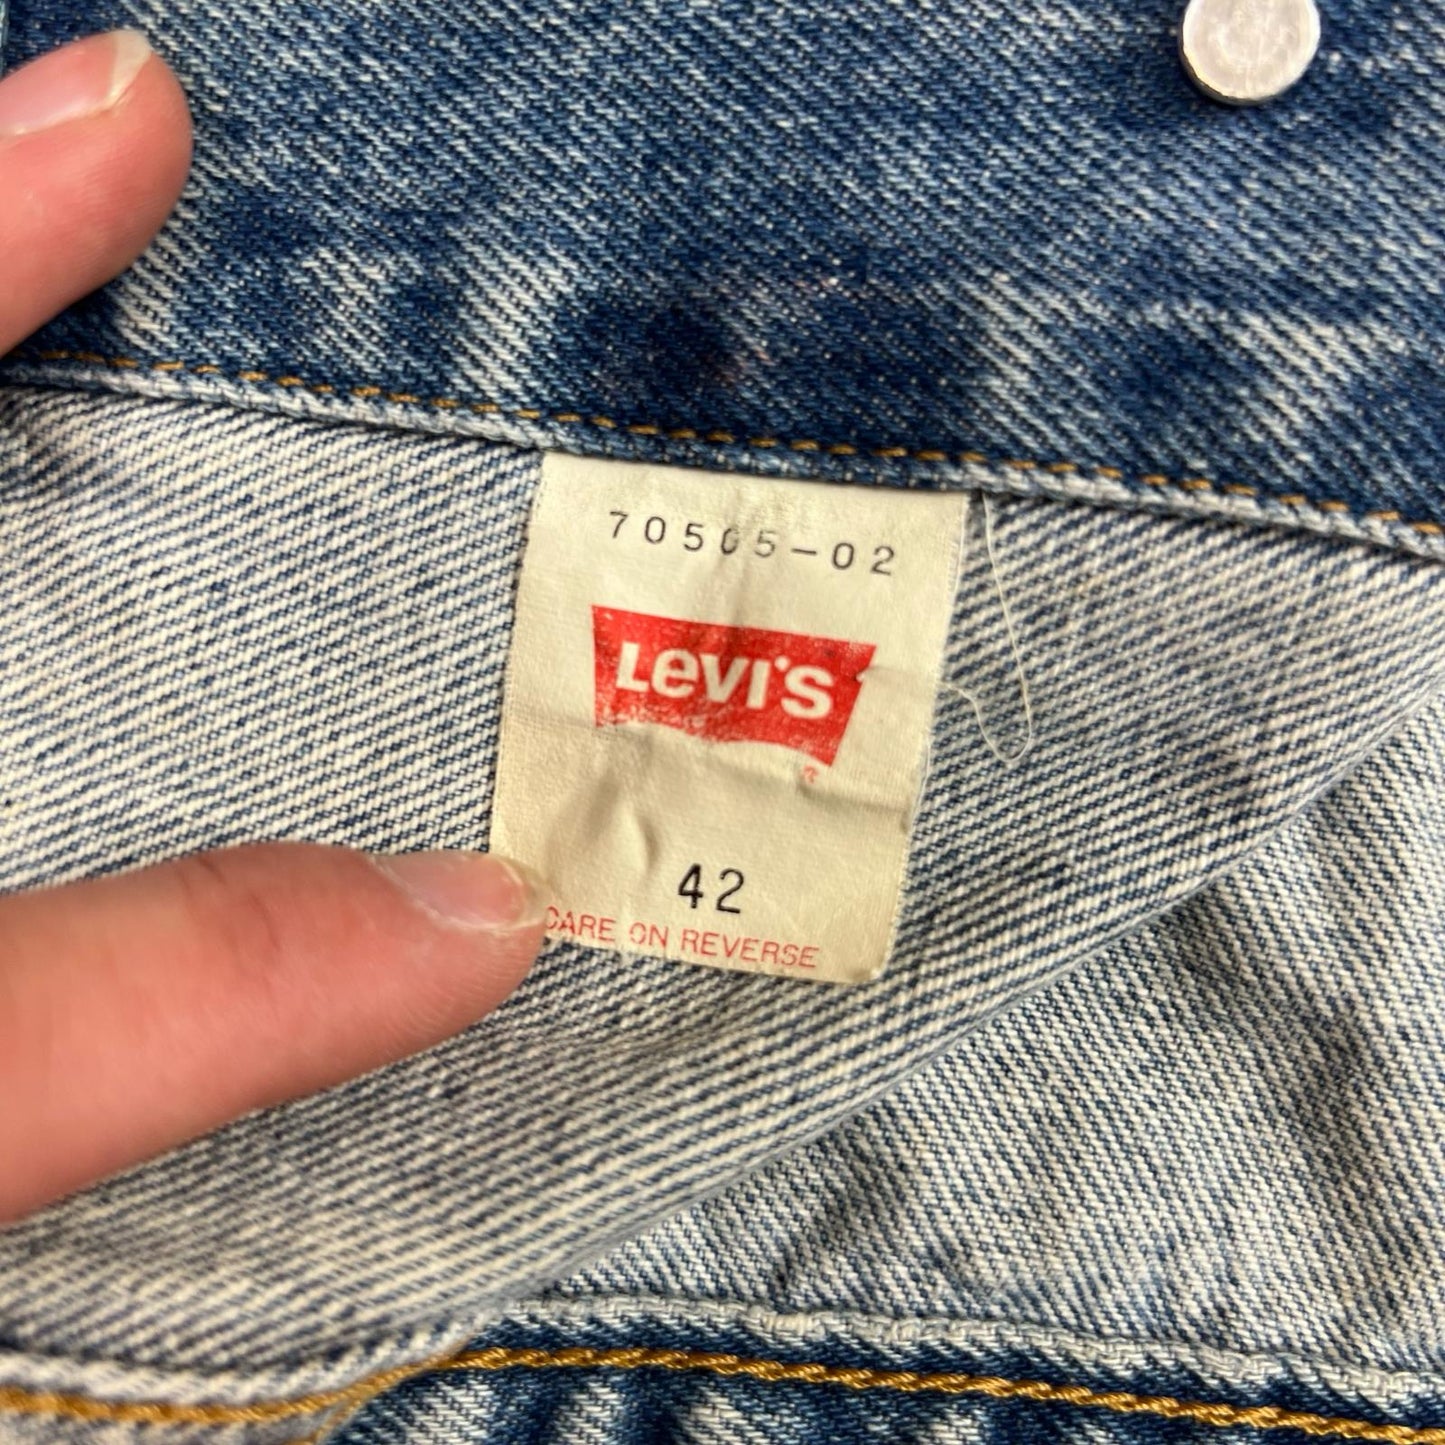 70505-02
Levi's
®
42
CARE ON REVERSE